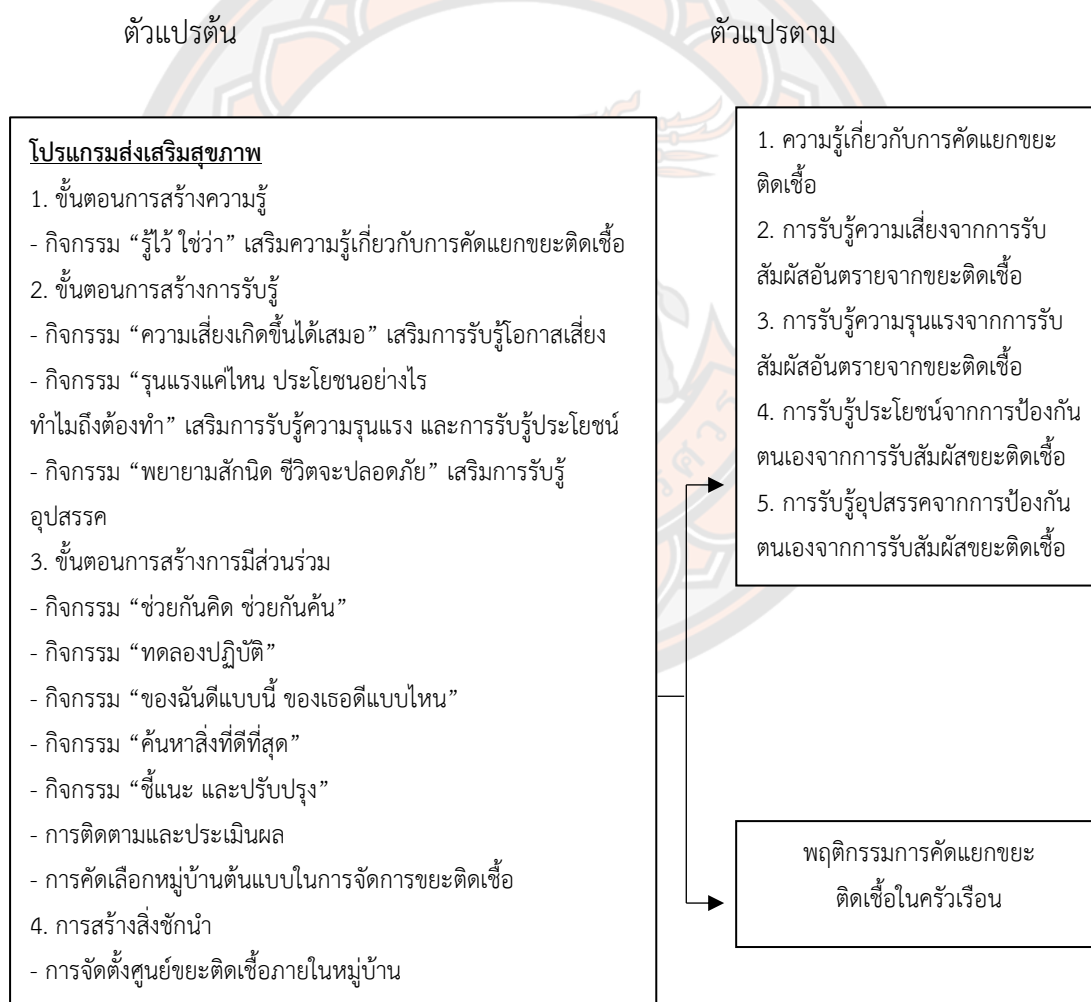 ตัวแปรต้น
ตัวแปรตาม
โปรแกรมส่งเสริมสุขภาพ
1. ขั้นตอนการสร้างความรู้
- กิจกรรม “รู้ไว้ ใช่ว่า” เสริมความรู้เกี่ยวกับการคัดแยกขยะติดเชื้อ
2. ขั้นตอนการสร้างการรับรู้
- กิจกรรม “ความเสี่ยงเกิดขึ้นได้เสมอ” เสริมการรับรู้โอกาสเสี่ยง
- กิจกรรม “รุนแรงแค่ไหน ประโยชนอย่างไร
ทำไมถึงต้องทำ” เสริมการรับรู้ความรุนแรง และการรับรู้ประโยชน์
- กิจกรรม “พยายามสักนิด ชีวิตจะปลอดภัย” เสริมการรับรู้
อุปสรรค
3. ขั้นตอนการสร้างการมีส่วนร่วม
- กิจกรรม “ช่วยกันคิด ช่วยกันค้น”
- กิจกรรม “ทดลองปฏิบัติ”
- กิจกรรม “ของฉันดีแบบนี้ ของเธอดีแบบไหน”
- กิจกรรม “ค้นหาสิ่งที่ดีที่สุด”
- กิจกรรม “ชี้แนะ และปรับปรุง”
- การติดตามและประเมินผล
- การคัดเลือกหมู่บ้านต้นแบบในการจัดการขยะติดเชื้อ
4. การสร้างสิ่งชักนำ
- การจัดตั้งศูนย์ขยะติดเชื้อภายในหมู่บ้าน
1. ความรู้เกี่ยวกับการคัดแยกขยะ
ติดเชื้อ
2. การรับรู้ความเสี่ยงจากการรับ
สัมผัสอันตรายจากขยะติดเชื้อ
3. การรับรู้ความรุนแรงจากการรับ
สัมผัสอันตรายจากขยะติดเชื้อ
4. การรับรู้ประโยชน์จากการป้องกัน
ตนเองจากการรับสัมผัสขยะติดเชื้อ
5. การรับรู้อุปสรรคจากการป้องกัน
ตนเองจากการรับสัมผัสขยะติดเชื้อ
พฤติกรรมการคัดแยกขยะ
ติดเชื้อในครัวเรือน